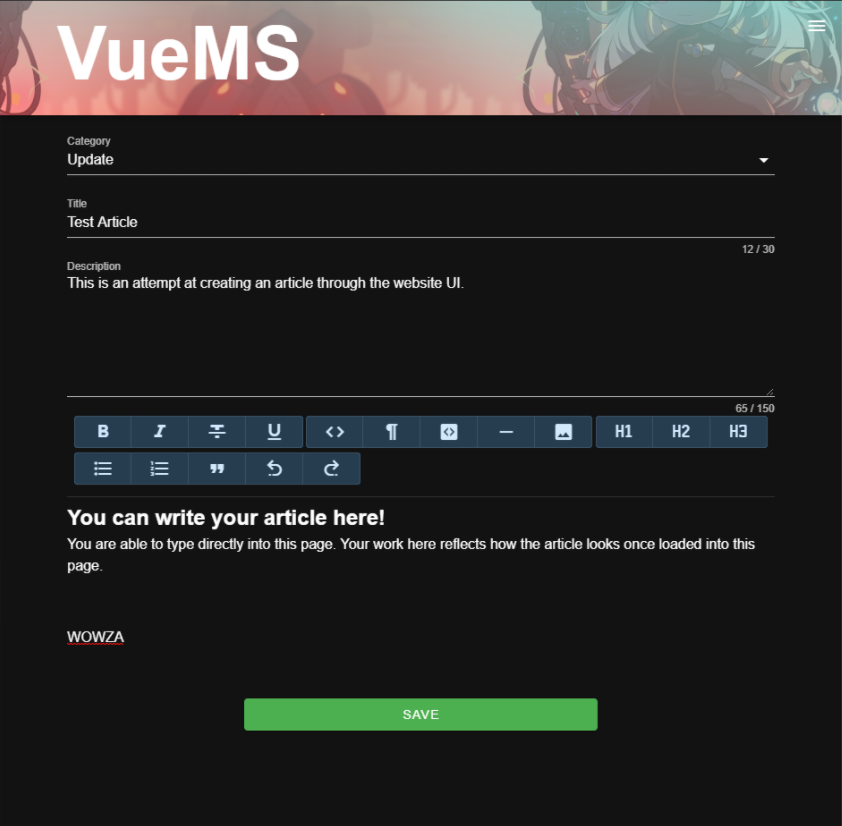 VueMS
Category
Update
Title
Test Article
12 / 30
Description
This is an attempt at creating an article through the website UI.
65 / 150
B I T U <> ¶ <> — H1 H2 H3
You can write your article here!
You are able to type directly into this page. Your work here reflects how the article looks once loaded into this
page.
WOWZA
SAVE